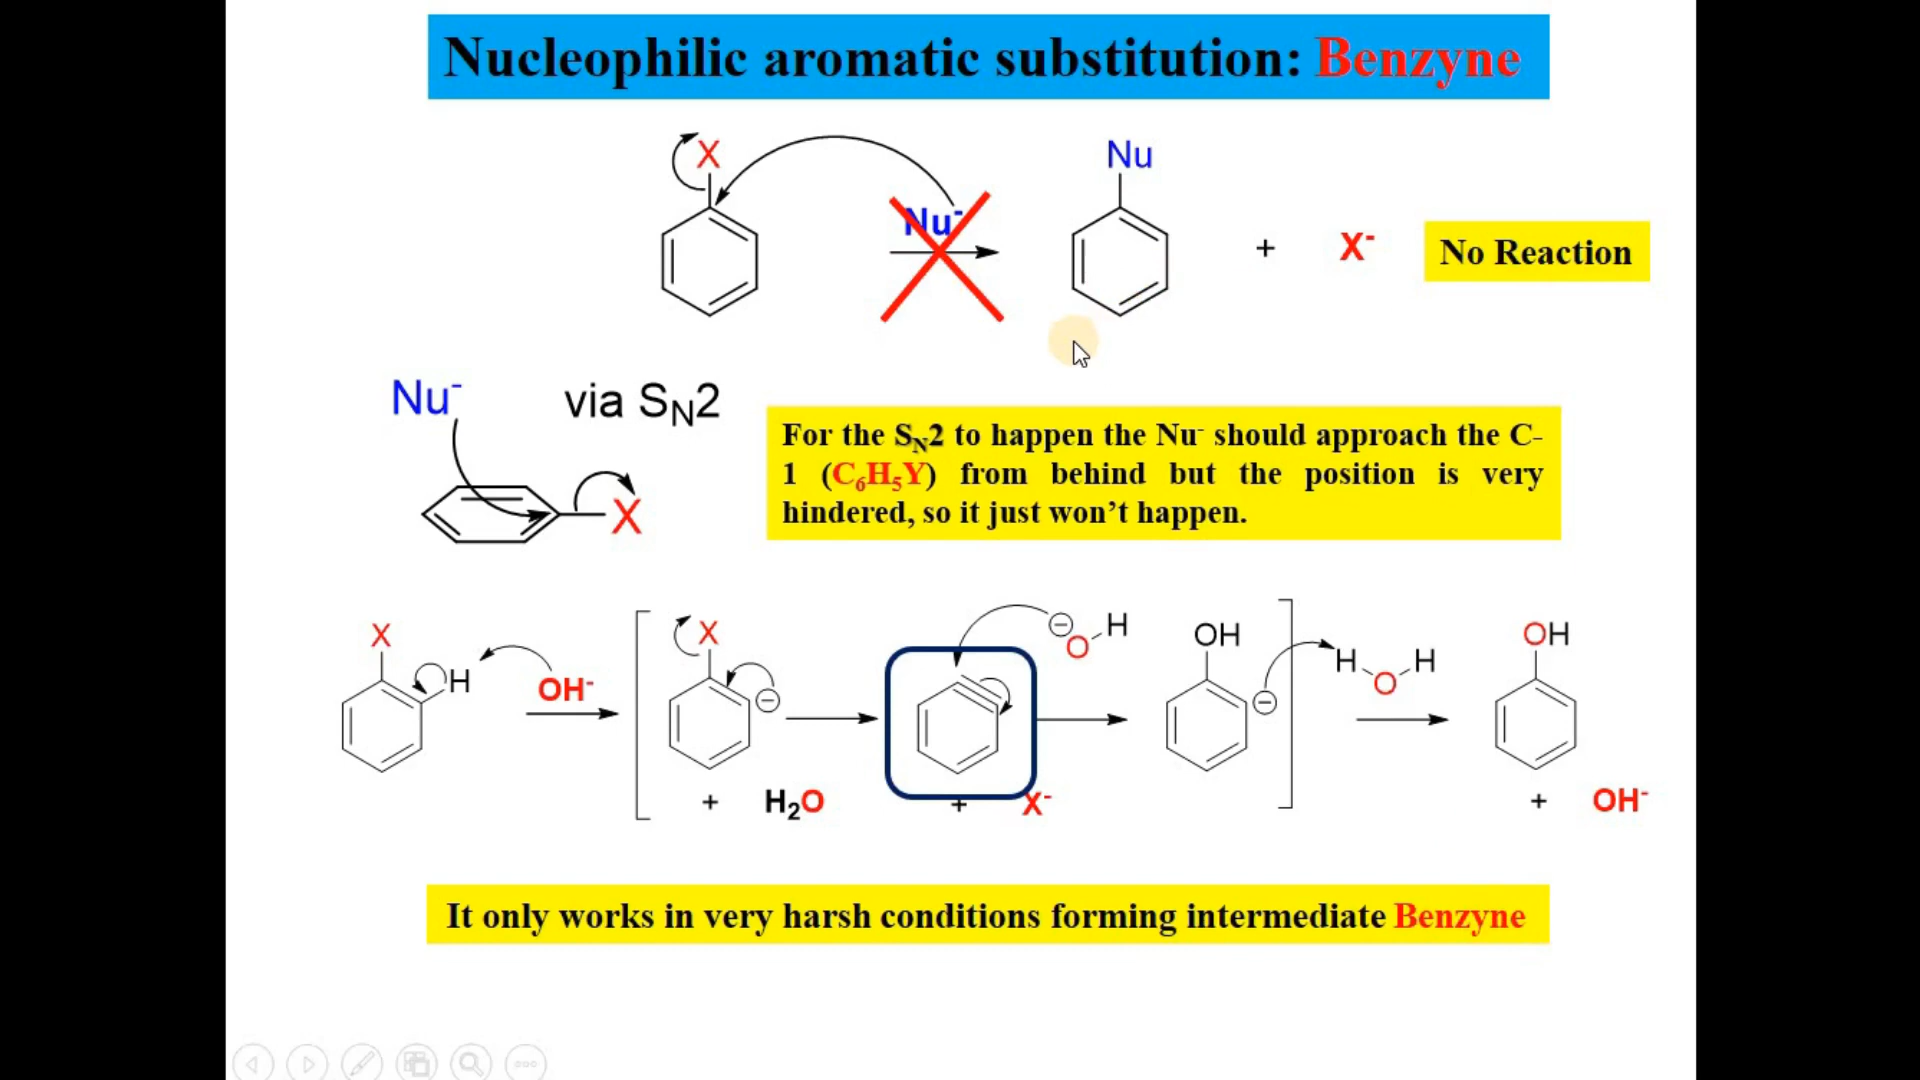 Nucleophilic aromatic substitution: Benzyne
X
Nu⁻
Nu
+
X⁻
No Reaction
Nu⁻
via S_N2
X
For the S_N2 to happen the Nu⁻ should approach the C-
1 (C₆H₅Y) from behind but the position is very
hindered, so it just won’t happen.
X
H
OH⁻
X
⊖
+ H₂O
⊖
O H
+ X⁻
OH
⊖
H O H
OH
+ OH⁻
It only works in very harsh conditions forming intermediate Benzyne